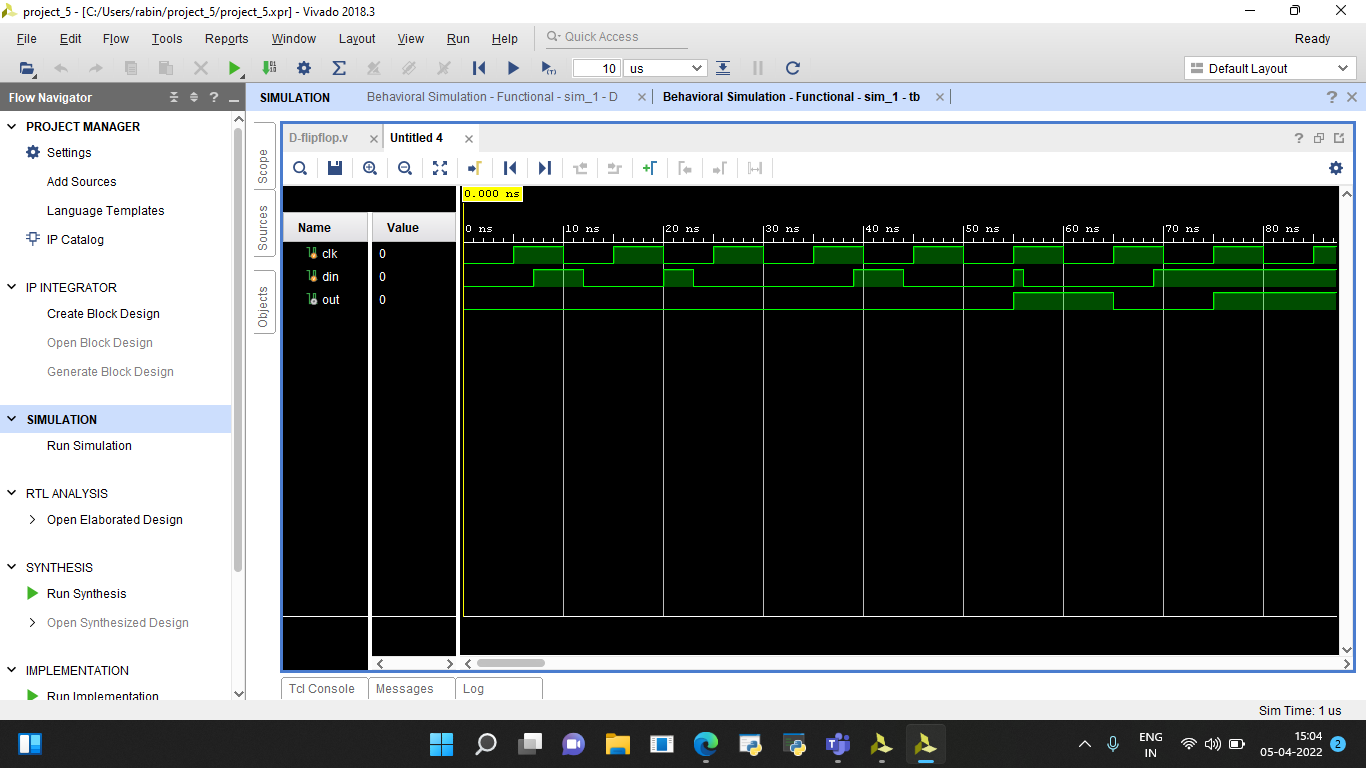 project_5 - [C:/Users/rabin/project_5/project_5.xpr] - Vivado 2018.3
File Edit Flow Tools Reports Window Layout View Run Help Quick Access Ready
10 us Default Layout
Flow Navigator
SIMULATION Behavioral Simulation - Functional - sim_1 - D Behavioral Simulation - Functional - sim_1 - tb
PROJECT MANAGER
Settings
Add Sources
Language Templates
IP Catalog
IP INTEGRATOR
Create Block Design
Open Block Design
Generate Block Design
SIMULATION
Run Simulation
RTL ANALYSIS
Open Elaborated Design
SYNTHESIS
Run Synthesis
Open Synthesized Design
IMPLEMENTATION
Run Implementation
Scope
Sources
Objects
D-flipflop.v Untitled 4
0.000 ns
Name Value
0 ns 10 ns 20 ns 30 ns 40 ns 50 ns 60 ns 70 ns 80 ns
clk 0
din 0
out 0
Tcl Console Messages Log
Sim Time: 1 us
ENG
IN
15:04
05-04-2022
2